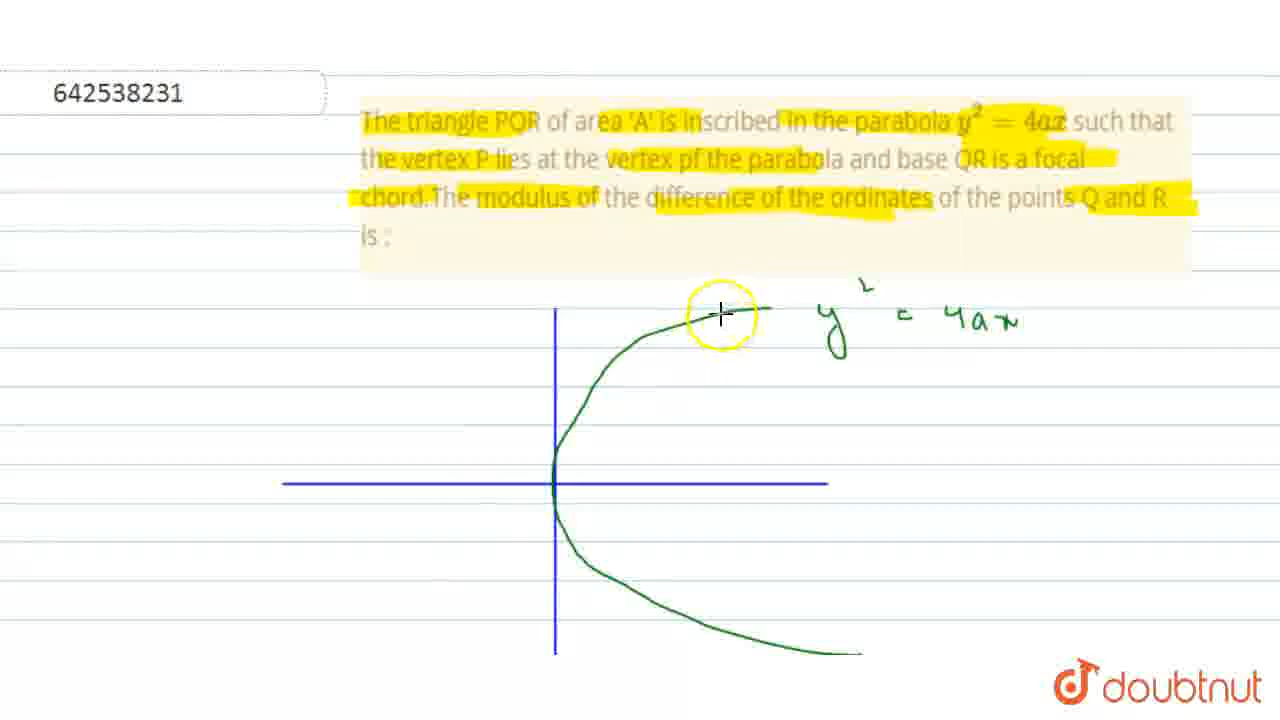 642538231
The triangle PQR of area 'A' is inscribed in the parabola y² = 4ax such that
the vertex P lies at the vertex pf the parabola and base QR is a focal
chord.The modulus of the difference of the ordinates of the points Q and R
is :
y² = 4ax
doubtnut